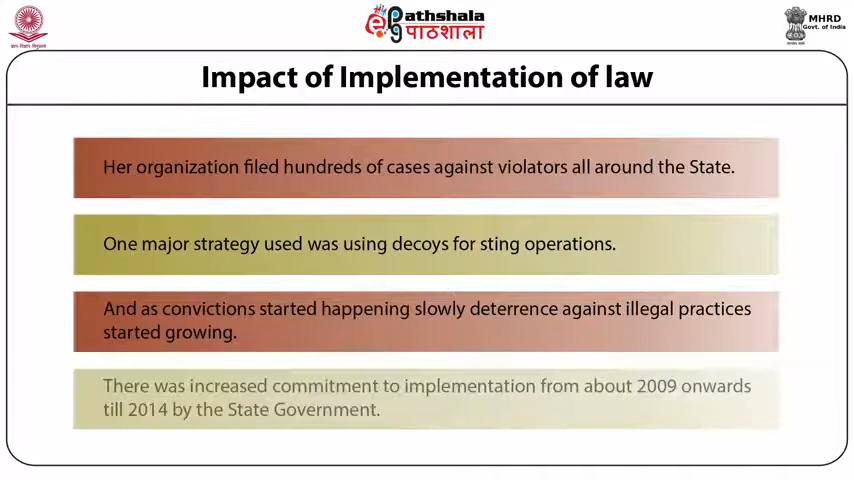 Pathshala
पाठशाला
MHRD
Govt. of India
Impact of Implementation of law
Her organization filed hundreds of cases against violators all around the State.
One major strategy used was using decoys for sting operations.
And as convictions started happening slowly deterrence against illegal practices
started growing.
There was increased commitment to implementation from about 2009 onwards
till 2014 by the State Government.